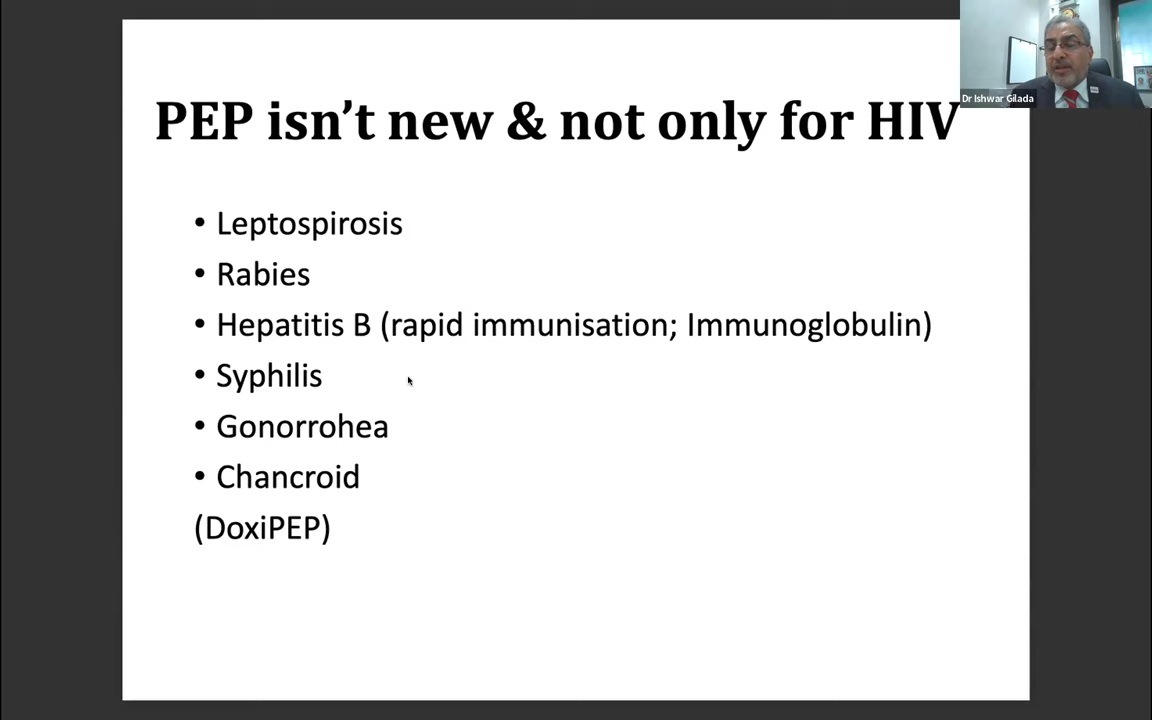 PEP isn't new & not only for HIV
Dr Ishwar Gilada
• Leptospirosis
• Rabies
• Hepatitis B (rapid immunisation; Immunoglobulin)
• Syphilis
• Gonorrohea
• Chancroid
(DoxiPEP)